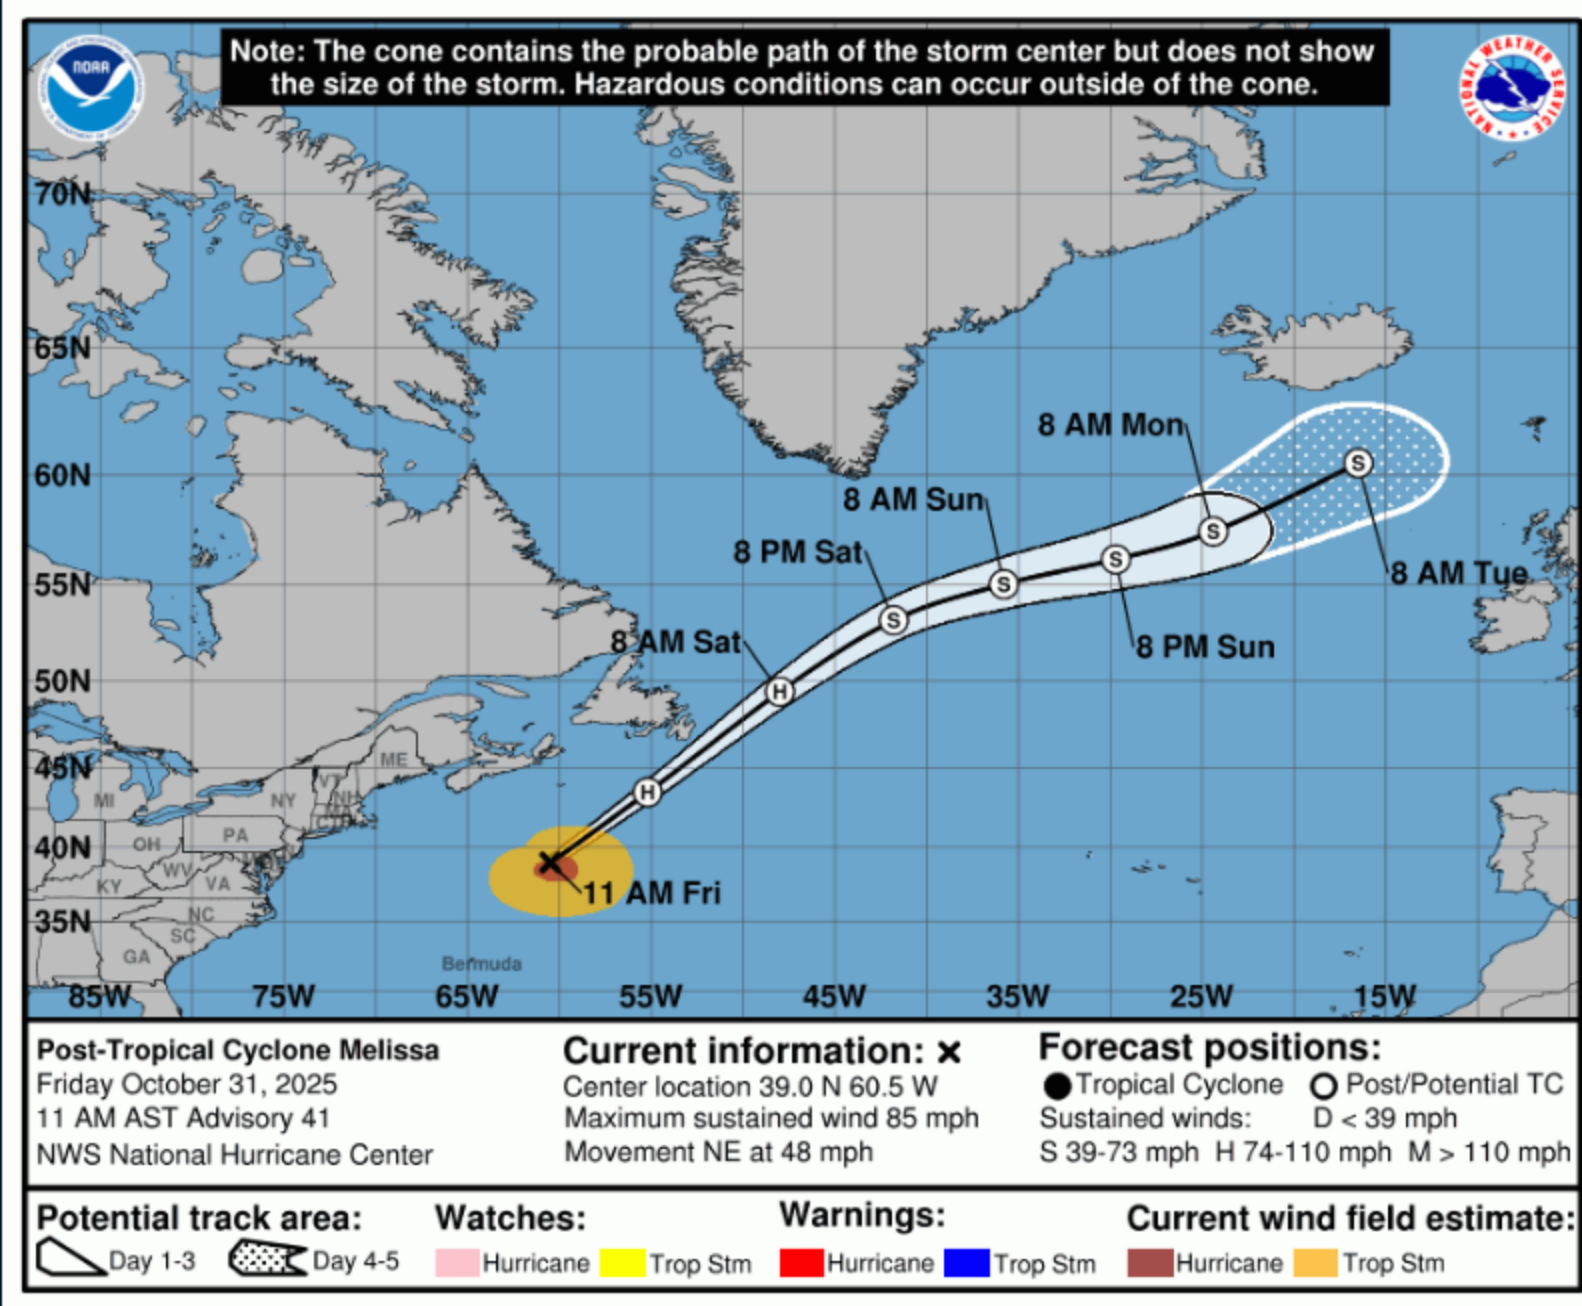 Note: The cone contains the probable path of the storm center but does not show
the size of the storm. Hazardous conditions can occur outside of the cone.
NOAA
NATIONAL WEATHER SERVICE
70N
65N
60N
55N
50N
45N
40N
35N
85W
75W
65W
55W
45W
35W
25W
15W
8 AM Mon
8 AM Sun
8 PM Sat
8 AM Tue
8 AM Sat
8 PM Sun
11 AM Fri
S
S
S
S
S
H
H
ME
VT
NH
MA
MI
NY
PA
OH
WV
KY
VA
NC
SC
GA
Bermuda
Post-Tropical Cyclone Melissa
Friday October 31, 2025
11 AM AST Advisory 41
NWS National Hurricane Center
Current information: ×
Center location 39.0 N 60.5 W
Maximum sustained wind 85 mph
Movement NE at 48 mph
Forecast positions:
Tropical Cyclone Post/Potential TC
Sustained winds: D < 39 mph
S 39-73 mph H 74-110 mph M > 110 mph
Potential track area:
Day 1-3 Day 4-5
Watches:
Hurricane Trop Stm
Warnings:
Hurricane Trop Stm
Current wind field estimate:
Hurricane Trop Stm